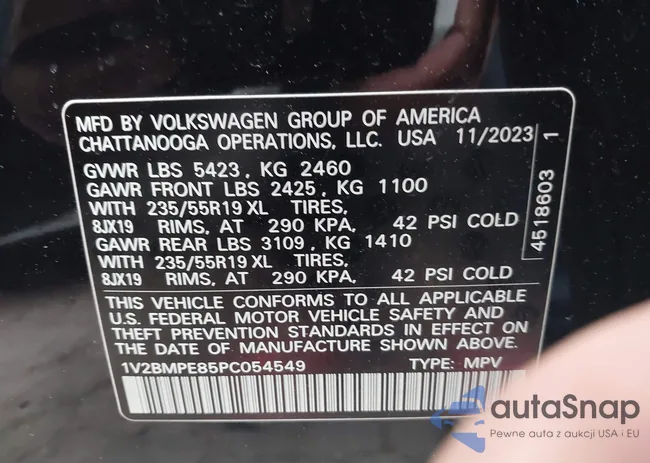 MFD BY VOLKSWAGEN GROUP OF AMERICA
CHATTANOOGA OPERATIONS, LLC. USA 11/2023
GVWR LBS 5423, KG 2460
GAWR FRONT LBS 2425, KG 1100
WITH 235/55R19 XL TIRES,
8JX19 RIMS, AT 290 KPA, 42 PSI COLD
GAWR REAR LBS 3109, KG 1410
WITH 235/55R19 XL TIRES,
8JX19 RIMS, AT 290 KPA, 42 PSI COLD
THIS VEHICLE CONFORMS TO ALL APPLICABLE
U.S. FEDERAL MOTOR VEHICLE SAFETY AND
THEFT PREVENTION STANDARDS IN EFFECT ON
THE DATE OF MANUFACTURE SHOWN ABOVE.
1V2BMPE85PC054549 TYPE: MPV
4618603 1
autaSnap
Pewne auta z aukcji USA i EU